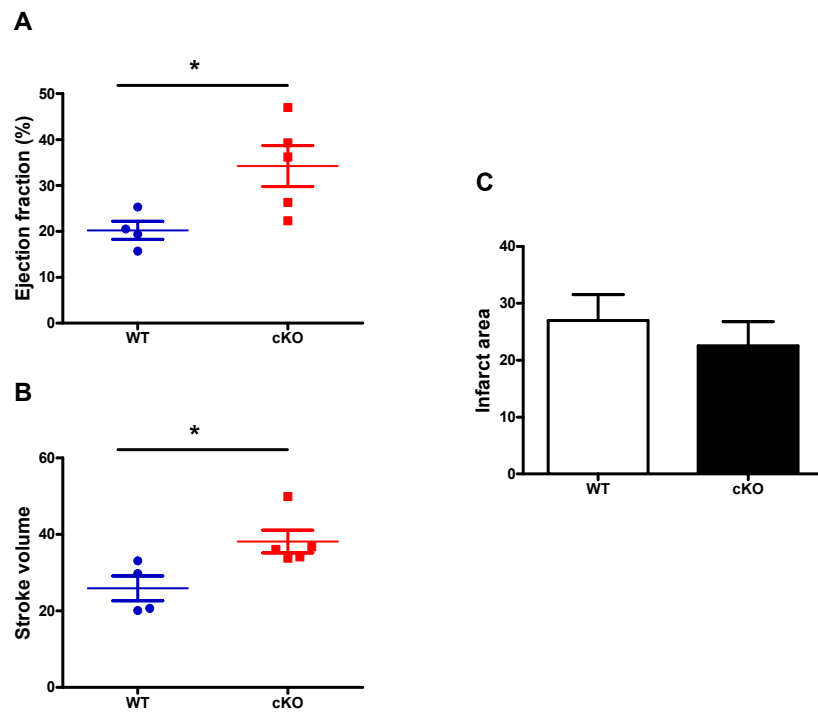 A
*
Ejection fraction (%)
50
40
30
20
10
0
WT cKO
B
*
Stroke volume
60
40
20
0
WT cKO
C
Infarct area
40
30
20
10
0
WT cKO